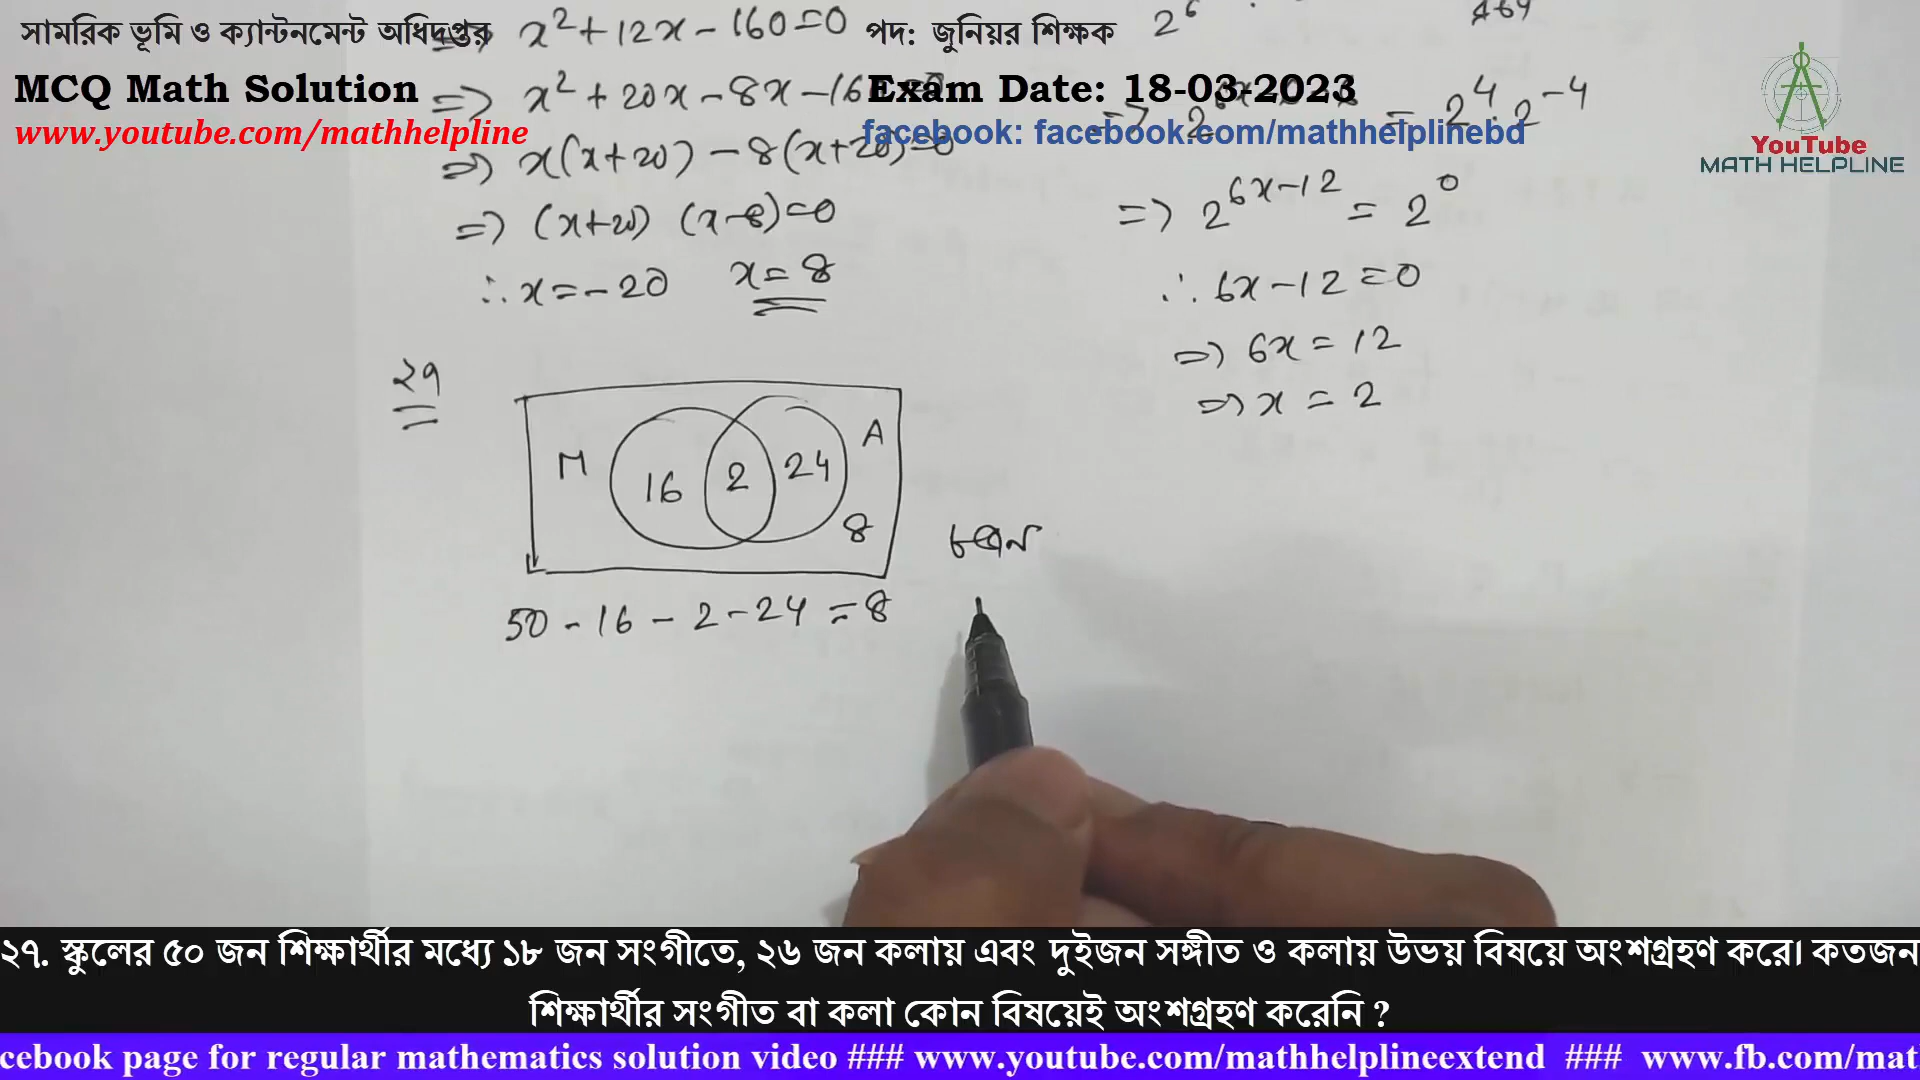 সামরিক ভূমি ও ক্যান্টনমেন্ট অধিদপ্তর
পদ: জুনিয়র শিক্ষক
MCQ Math Solution
Exam Date: 18-03-2023
www.youtube.com/mathhelpline
facebook: facebook.com/mathhelplinebd
YouTube
MATH HELPLINE
⇒ x²+12x-160=0
⇒ x²+20x-8x-160=0
⇒ x(x+20)-8(x+20)=0
⇒ (x+20) (x-8)=0
∴ x=-20 x=8
= 2⁴·2⁻⁴
⇒ 2^{6x-12} = 2⁰
∴ 6x-12=0
⇒ 6x=12
⇒ x = 2
২৭
M 16 2 24 A
8
50-16-2-24=8
৮জন
২৭. স্কুলের ৫০ জন শিক্ষার্থীর মধ্যে ১৮ জন সংগীতে, ২৬ জন কলায় এবং দুইজন সঙ্গীত ও কলায় উভয় বিষয়ে অংশগ্রহণ করে। কতজন
শিক্ষার্থীর সংগীত বা কলা কোন বিষয়েই অংশগ্রহণ করেনি ?
cebook page for regular mathematics solution video ### www.youtube.com/mathhelplineextend ### www.fb.com/mat